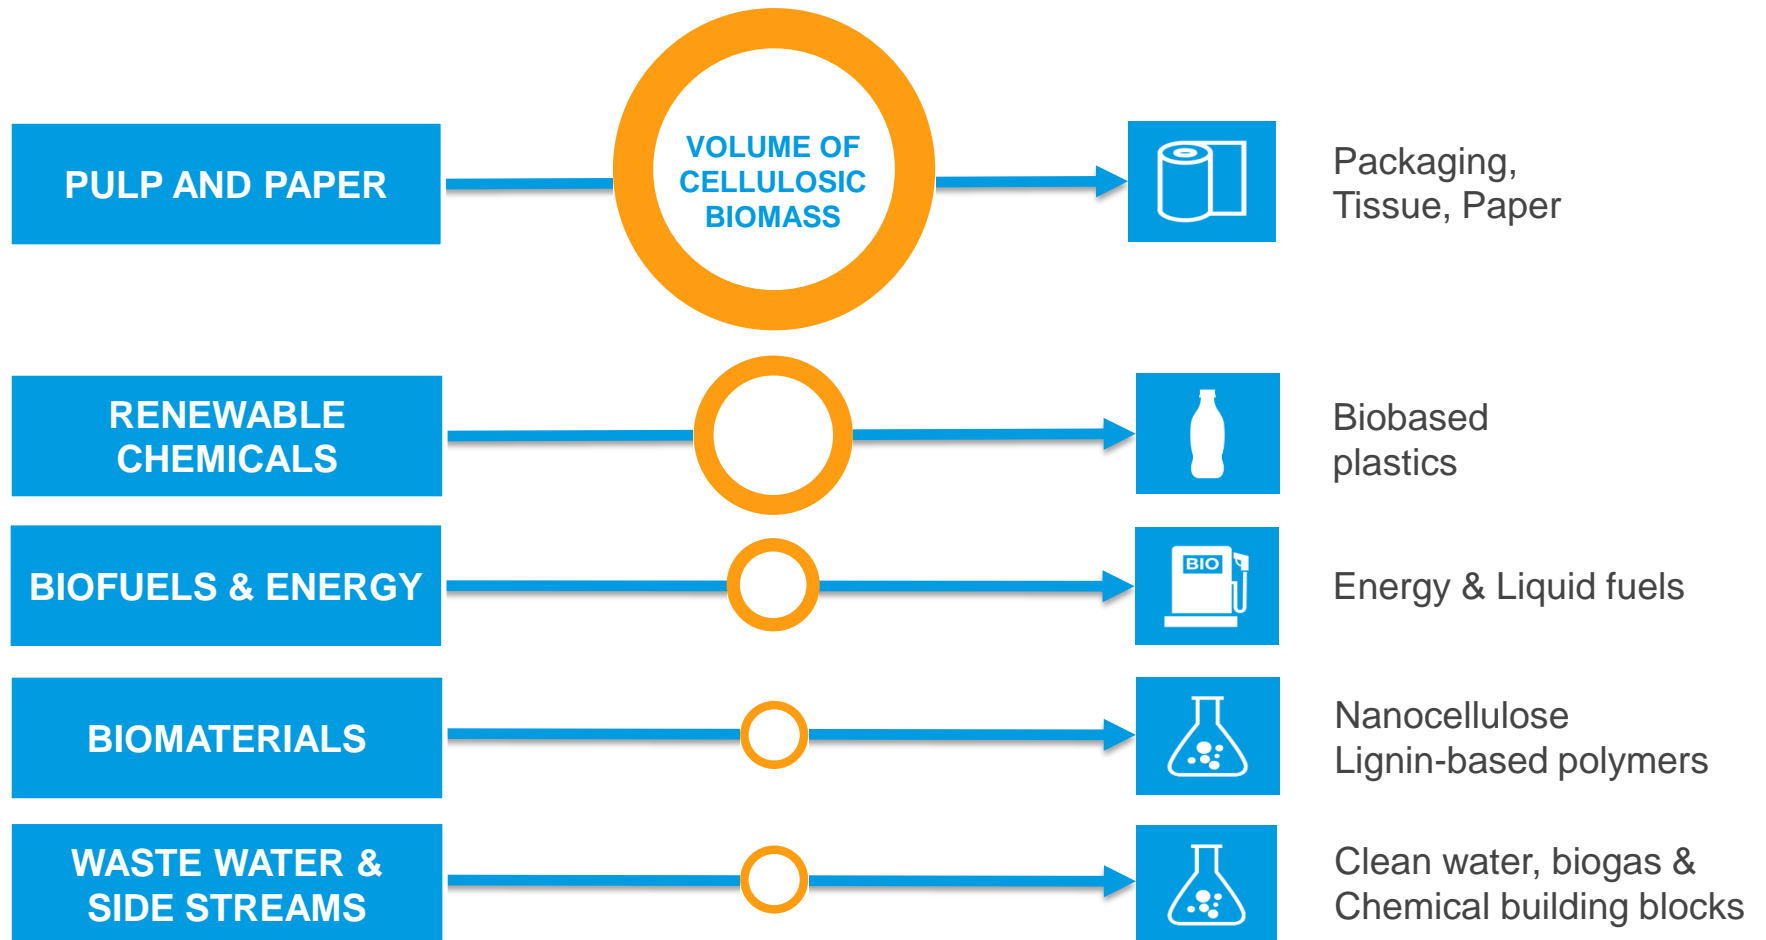 PULP AND PAPER
VOLUME OF
CELLULOSIC
BIOMASS
Packaging,
Tissue, Paper
RENEWABLE
CHEMICALS
Biobased
plastics
BIOFUELS & ENERGY
BIO
Energy & Liquid fuels
BIOMATERIALS
Nanocellulose
Lignin-based polymers
WASTE WATER &
SIDE STREAMS
Clean water, biogas &
Chemical building blocks